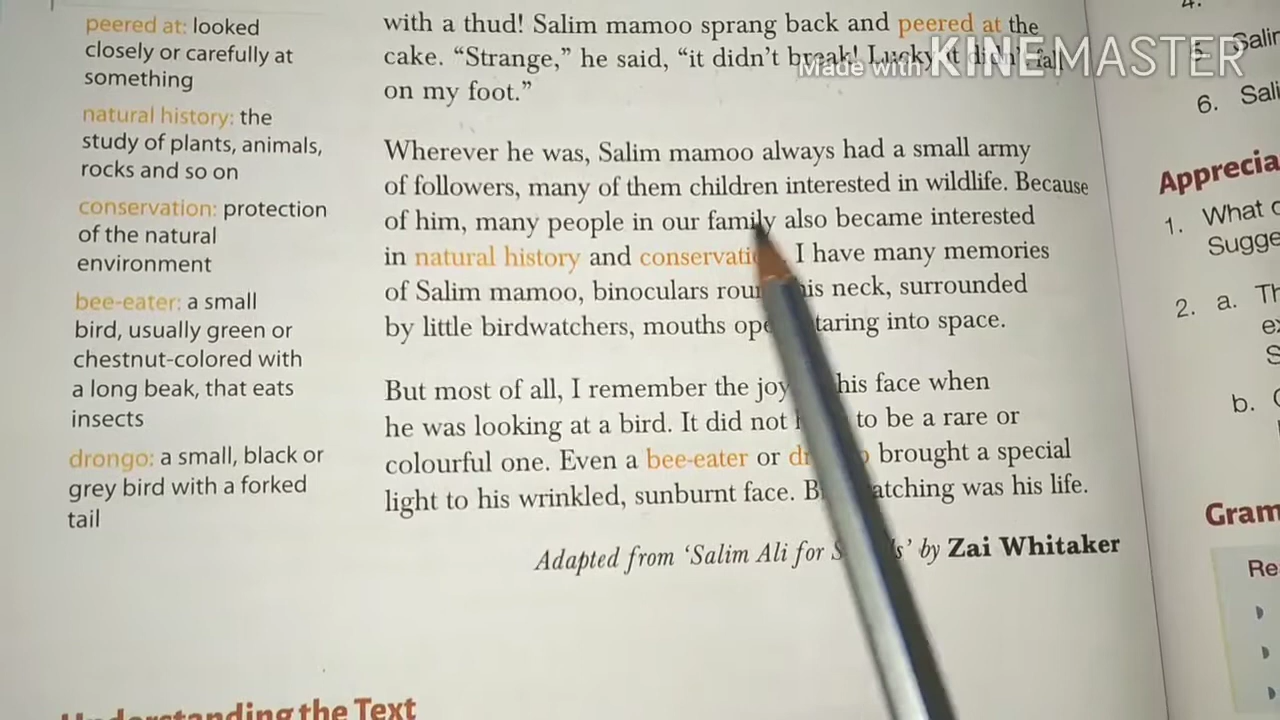 peered at: looked
closely or carefully at
something
natural history: the
study of plants, animals,
rocks and so on
conservation: protection
of the natural
environment
bee-eater: a small
bird, usually green or
chestnut-colored with
a long beak, that eats
insects
drongo: a small, black or
grey bird with a forked
tail
with a thud! Salim mamoo sprang back and peered at the
cake. “Strange,” he said, “it didn’t break! Lucky it didn’t fall
on my foot.”
Wherever he was, Salim mamoo always had a small army
of followers, many of them children interested in wildlife. Because
of him, many people in our family also became interested
in natural history and I have many memories
of Salim mamoo, binoculars his neck, surrounded
by little birdwatchers, mouths into space.
But most of all, I remember the joy his face when
he was looking at a bird. It did not to be a rare or
colourful one. Even a bee-eater or brought a special
light to his wrinkled, sunburnt face. was his life.
Adapted from ‘Salim Ali for by Zai Whitaker
Understanding the Text
Made with KINEMASTER
4.
5.
6. Sali
Apprecia
1. What
Sugge
2. a. Th
ex
S
b.
Gram
Re